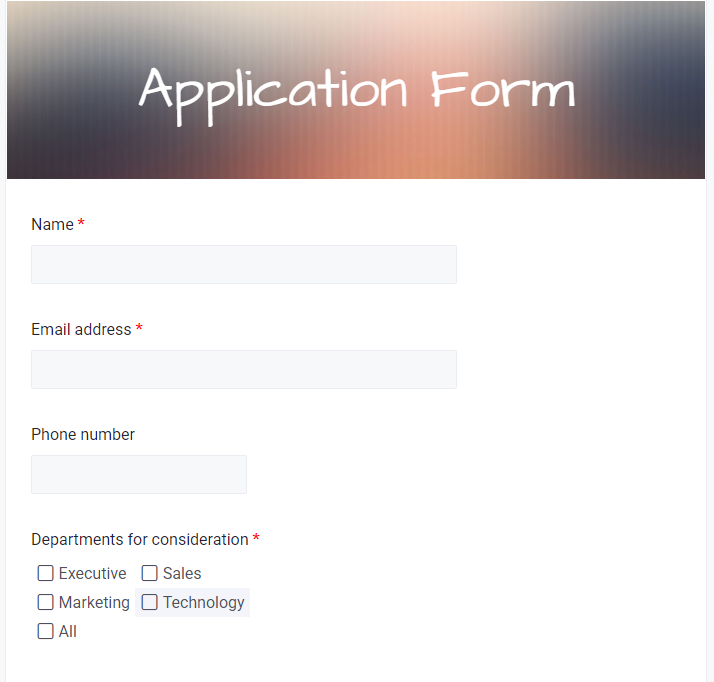 Application Form
Name *
Email address *
Phone number
Departments for consideration *
Executive Sales
Marketing Technology
All